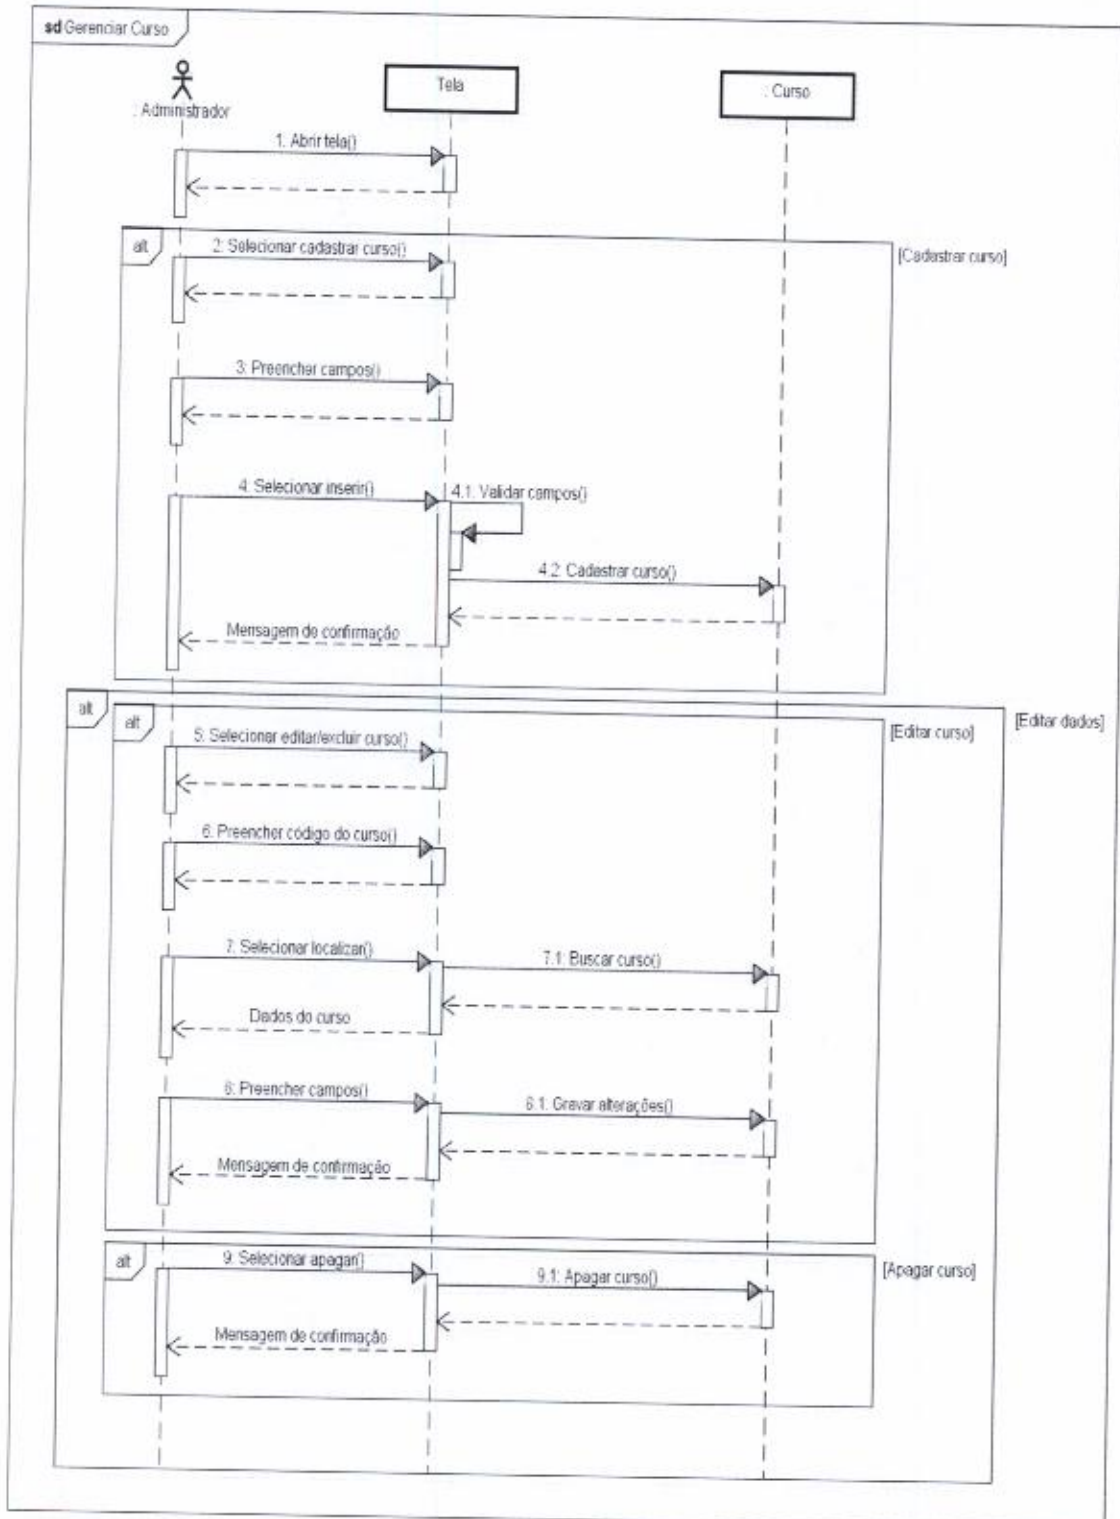 sd Gerenciar Curso
: Administrador
Tela
: Curso
1. Abrir tela()
alt
[Cadastrar curso]
2: Selecionar cadastrar curso()
3: Preencher campos()
4: Selecionar inserir()
4.1: Validar campos()
4.2: Cadastrar curso()
Mensagem de confirmação
alt
[Editar dados]
alt
[Editar curso]
5: Selecionar editar/excluir curso()
6: Preencher código do curso()
7: Selecionar localizar()
7.1: Buscar curso()
Dados do curso
8: Preencher campos()
8.1: Gravar alterações()
Mensagem de confirmação
alt
[Apagar curso]
9: Selecionar apagar()
9.1: Apagar curso()
Mensagem de confirmação